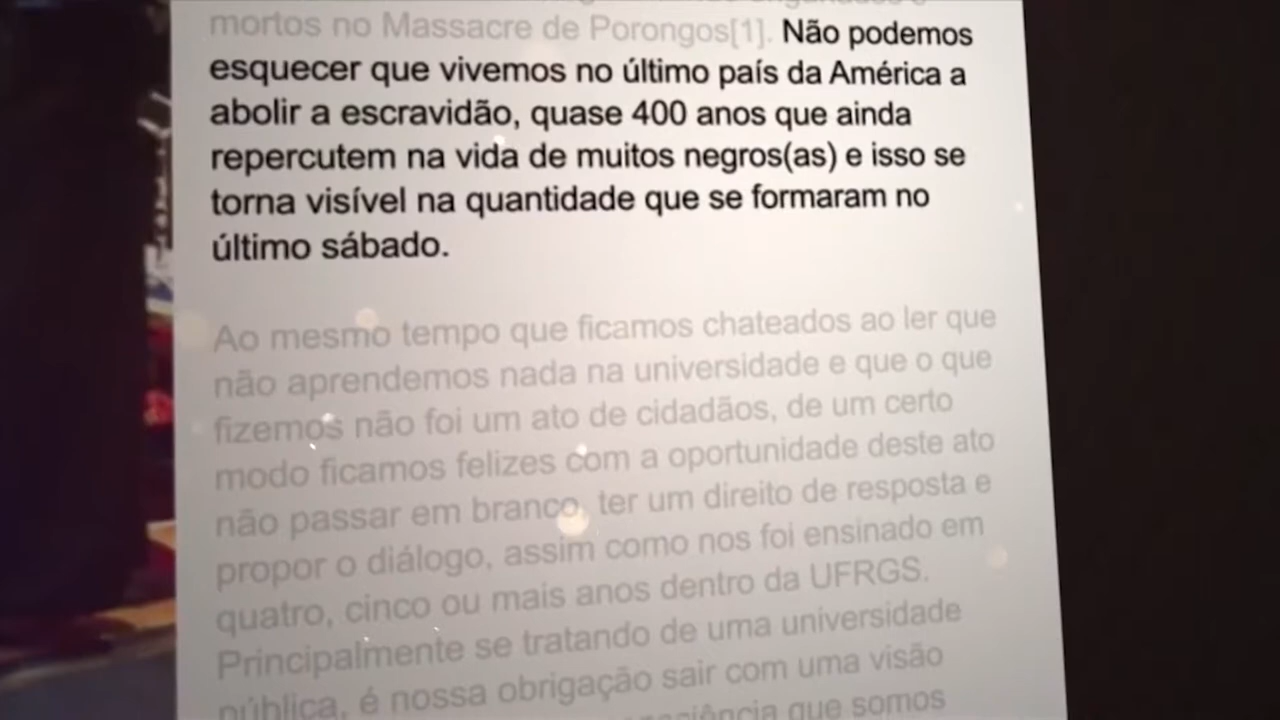 mortos no Massacre de Porongos[1]. Não podemos
esquecer que vivemos no último país da América a
abolir a escravidão, quase 400 anos que ainda
repercutem na vida de muitos negros(as) e isso se
torna visível na quantidade que se formaram no
último sábado.
Ao mesmo tempo que ficamos chateados ao ler que
não aprendemos nada na universidade e que o que
fizemos não foi um ato de cidadãos, de um certo
modo ficamos felizes com a oportunidade deste ato
não passar em branco, ter um direito de resposta e
propor o diálogo, assim como nos foi ensinado em
quatro, cinco ou mais anos dentro da UFRGS.
Principalmente se tratando de uma universidade
pública, é nossa obrigação sair com uma visão
que somos